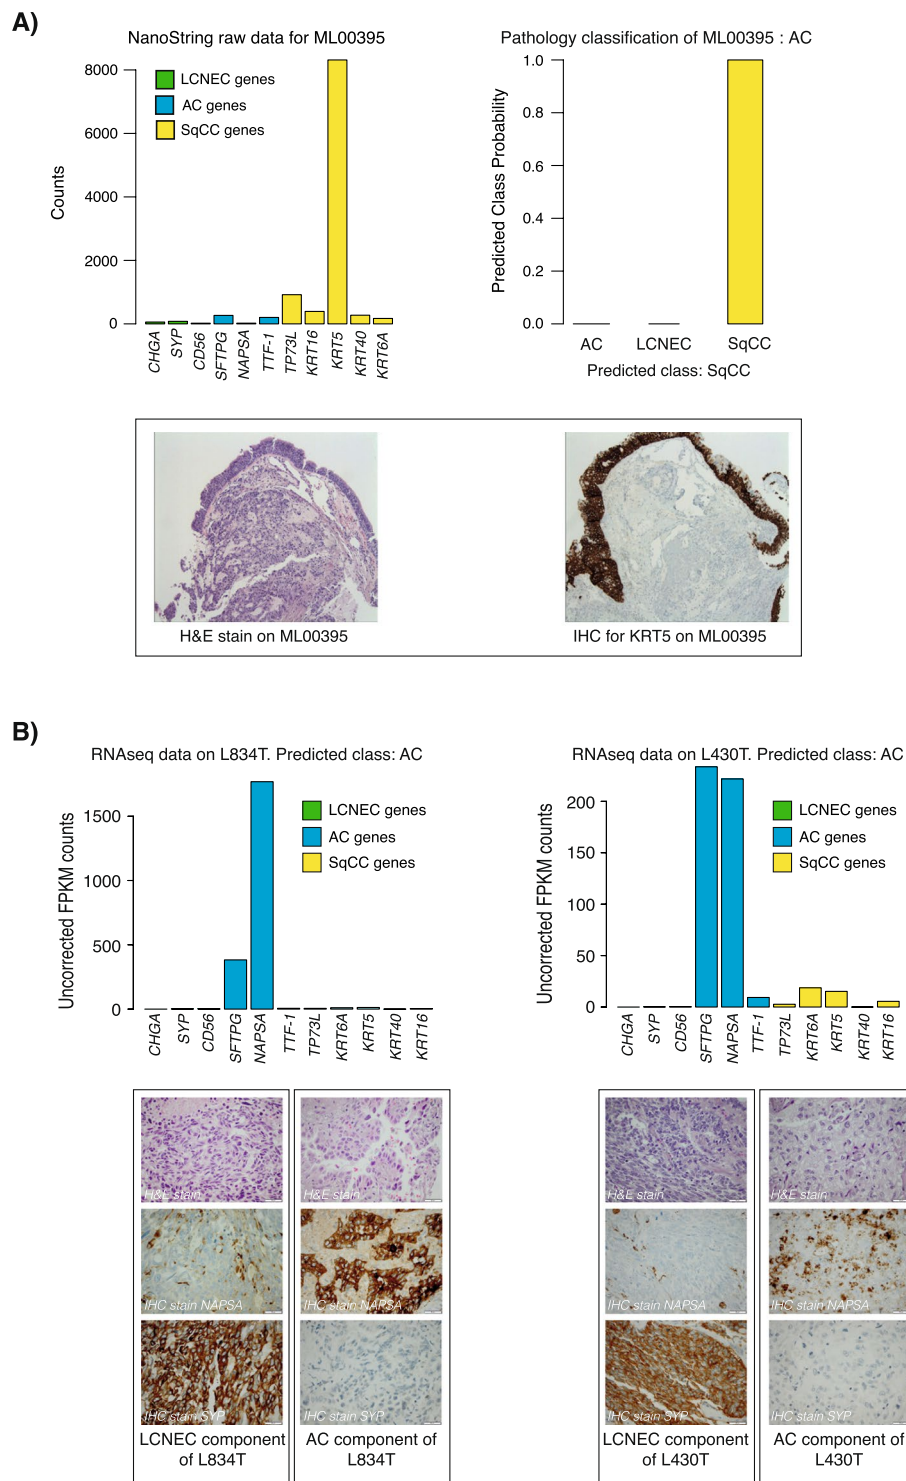 A)
NanoString raw data for ML00395
Pathology classification of ML00395 : AC
LCNEC genes
AC genes
SqCC genes
Counts
8000
6000
4000
2000
0
CHGA
SYP
CD56
SFTPG
NAPSA
TTF-1
TP73L
KRT16
KRT5
KRT40
KRT6A
Predicted Class Probability
1.0
0.8
0.6
0.4
0.2
0.0
AC
LCNEC
SqCC
Predicted class: SqCC
H&E stain on ML00395
IHC for KRT5 on ML00395
B)
RNAseq data on L834T. Predicted class: AC
Uncorrected FPKM counts
1500
1000
500
0
LCNEC genes
AC genes
SqCC genes
CHGA
SYP
CD56
SFTPG
NAPSA
TTF-1
TP73L
KRT6A
KRT5
KRT40
KRT16
RNAseq data on L430T. Predicted class: AC
Uncorrected FPKM counts
200
150
100
50
0
LCNEC genes
AC genes
SqCC genes
CHGA
SYP
CD56
SFTPG
NAPSA
TTF-1
TP73L
KRT6A
KRT5
KRT40
KRT16
H&E stain
IHC stain NAPSA
IHC stain SYP
LCNEC component
of L834T
H&E stain
IHC stain NAPSA
IHC stain SYP
AC component of
L834T
H&E stain
IHC stain NAPSA
IHC stain SYP
LCNEC component
of L430T
H&E stain
IHC stain NAPSA
IHC stain SYP
AC component of
L430T